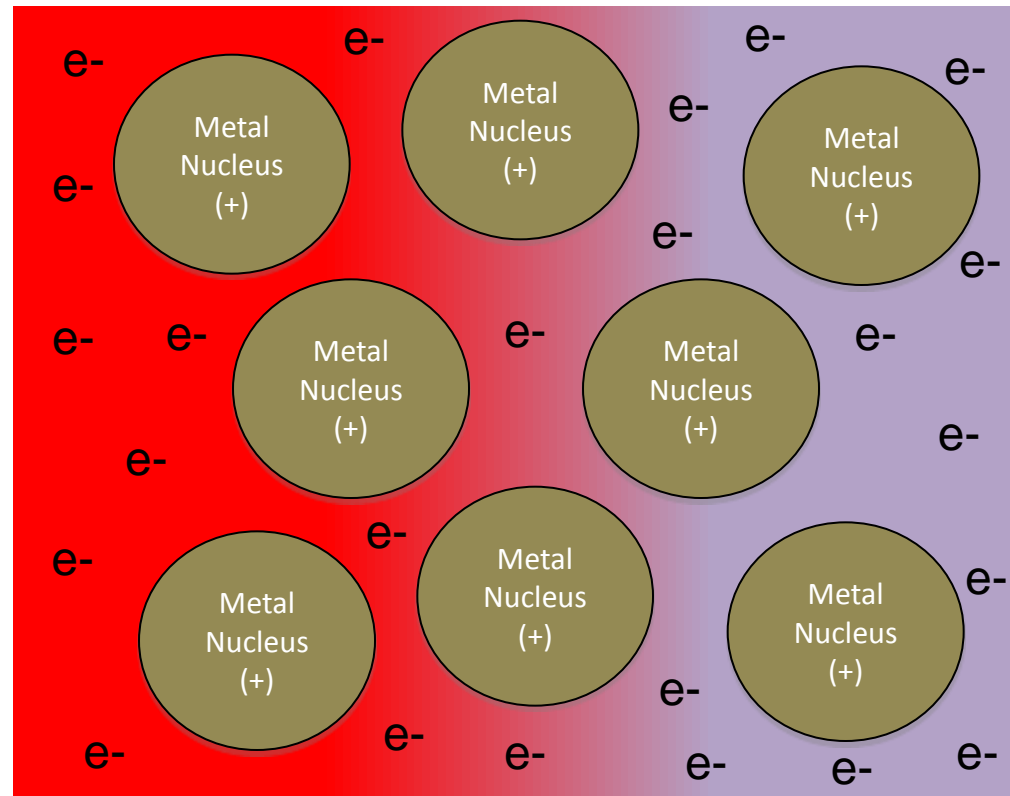 e-
e-
e-
e-
Metal
Nucleus
(+)
Metal
Nucleus
(+)
e-
Metal
Nucleus
(+)
e-
e-
e-
e-
e-
e-
e-
Metal
Nucleus
(+)
Metal
Nucleus
(+)
e-
e-
e-
e-
Metal
Nucleus
(+)
Metal
Nucleus
(+)
Metal
Nucleus
(+)
e-
e-
e-
e-
e-
e-
e-
e-